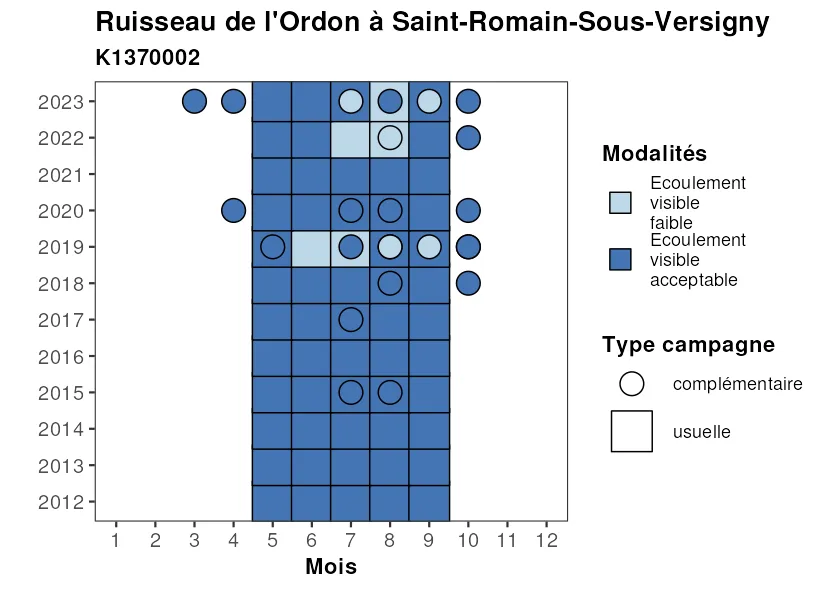 Ruisseau de l'Ordon à Saint-Romain-Sous-Versigny
K1370002
2023
2022
2021
2020
2019
2018
2017
2016
2015
2014
2013
2012
1 2 3 4 5 6 7 8 9 10 11 12
Mois
Modalités
Ecoulement
visible
faible
Ecoulement
visible
acceptable
Type campagne
complémentaire
usuelle